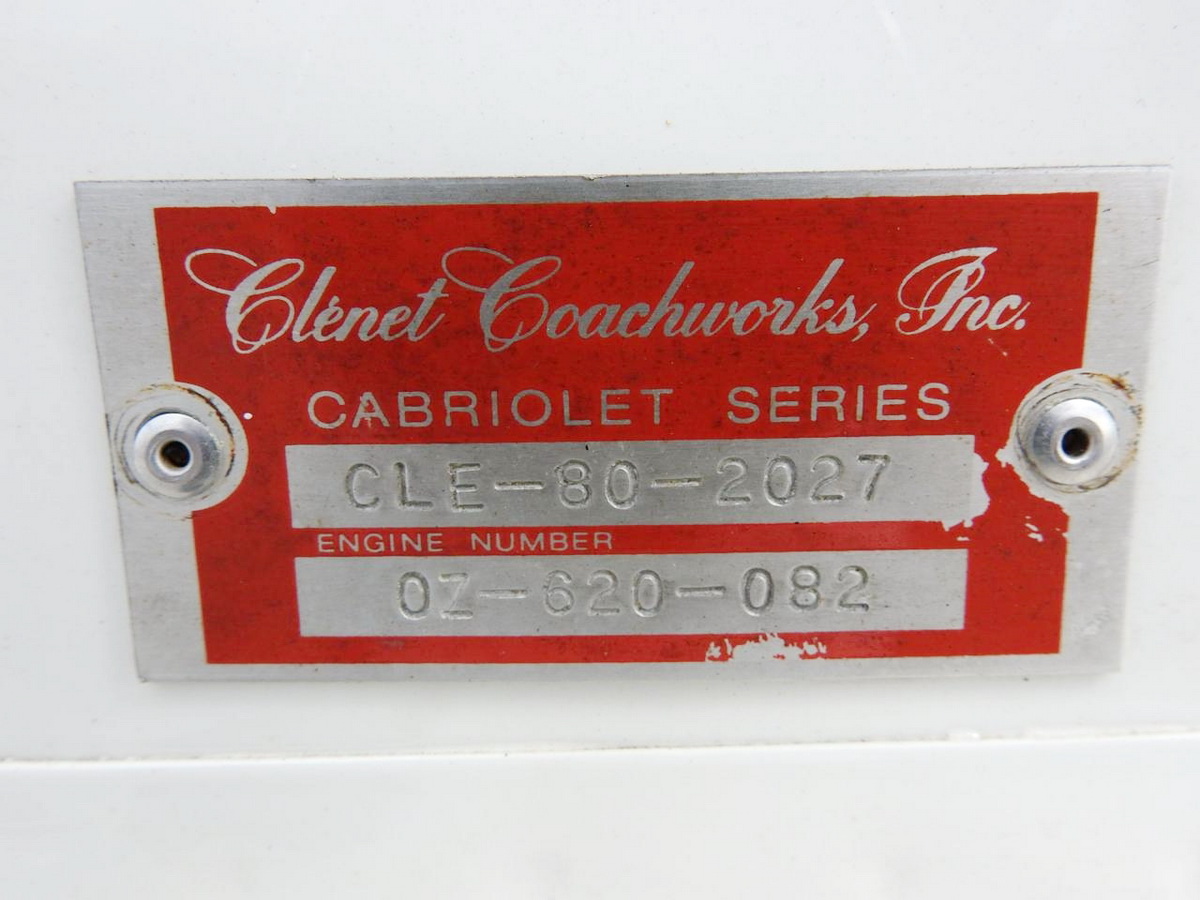 Clénet Coachworks, Inc.
CABRIOLET SERIES
CLE-80-2027
ENGINE NUMBER
0Z-620-082